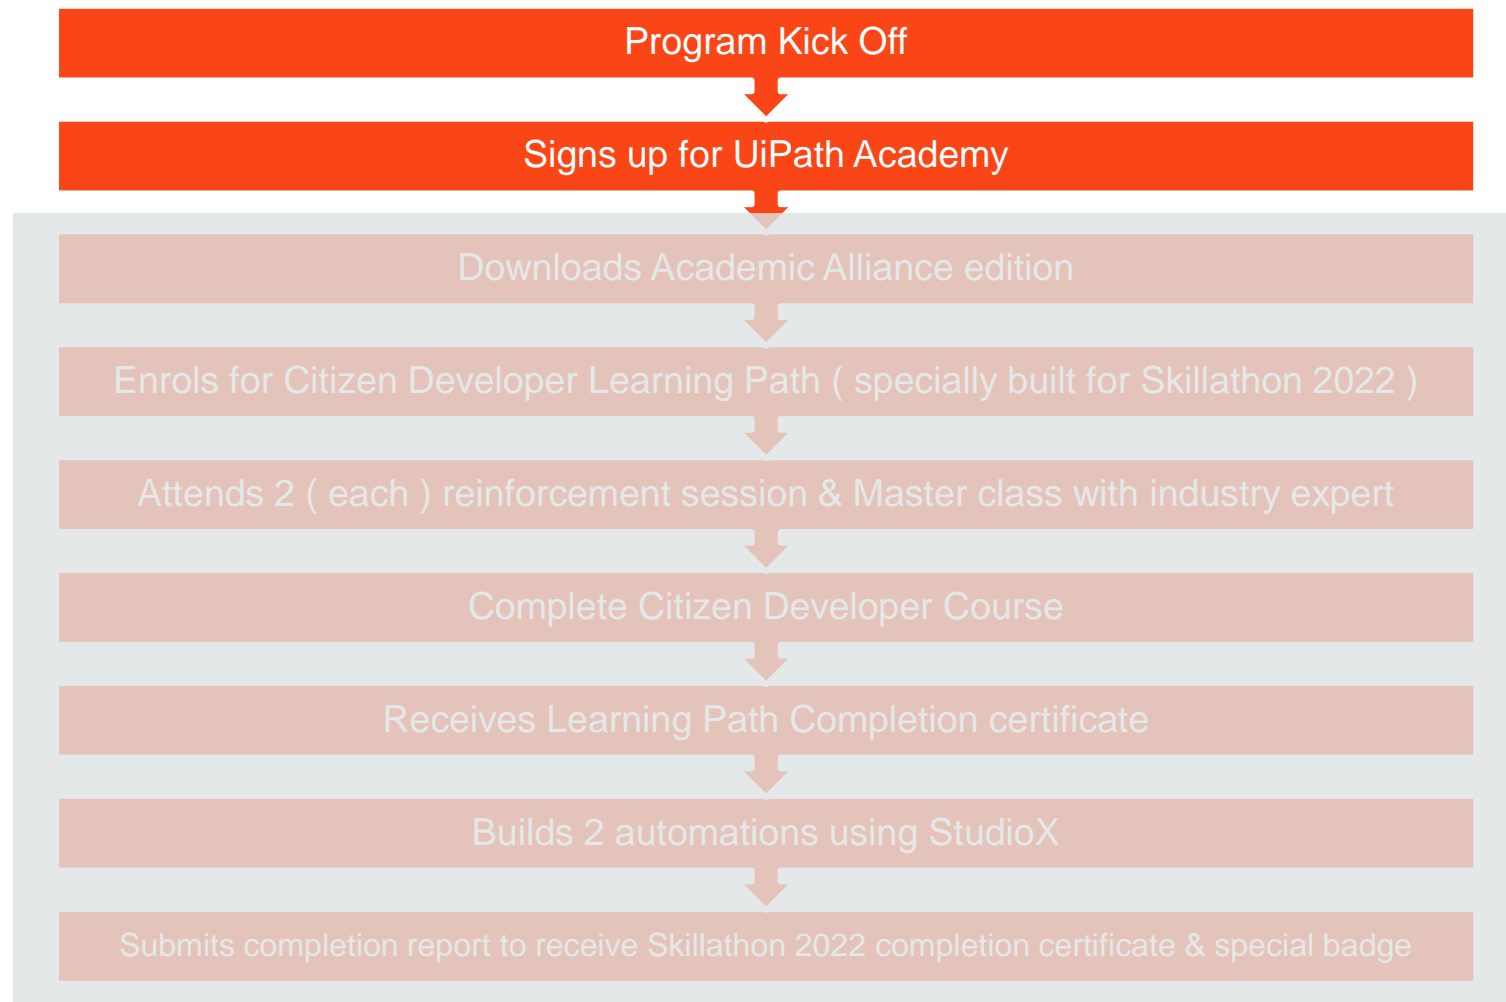 Program Kick Off
Signs up for UiPath Academy
Downloads Academic Alliance edition
Enrols for Citizen Developer Learning Path ( specially built for Skillathon 2022 )
Attends 2 ( each ) reinforcement session & Master class with industry expert
Complete Citizen Developer Course
Receives Learning Path Completion certificate
Builds 2 automations using StudioX
Submits completion report to receive Skillathon 2022 completion certificate & special badge